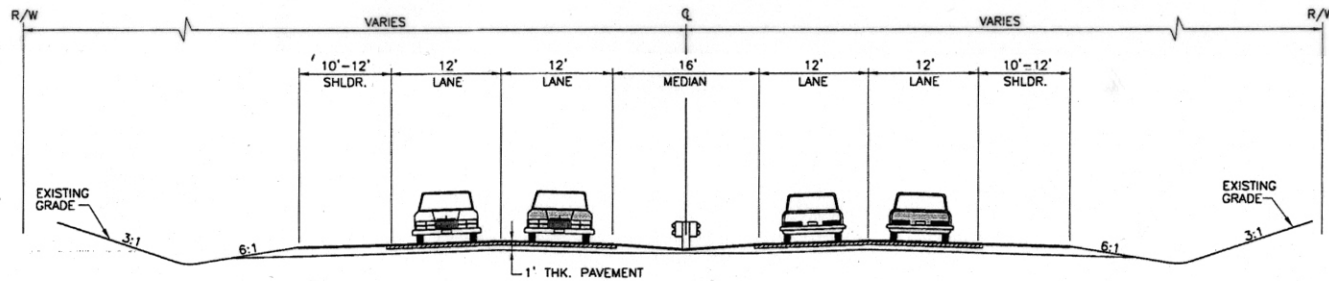 R/W
VARIES
℄
VARIES
R/W
10'-12'
SHLDR.
12'
LANE
12'
LANE
16'
MEDIAN
12'
LANE
12'
LANE
10'-12'
SHLDR.
EXISTING
GRADE
3:1
6:1
1' THK. PAVEMENT
6:1
3:1
EXISTING
GRADE